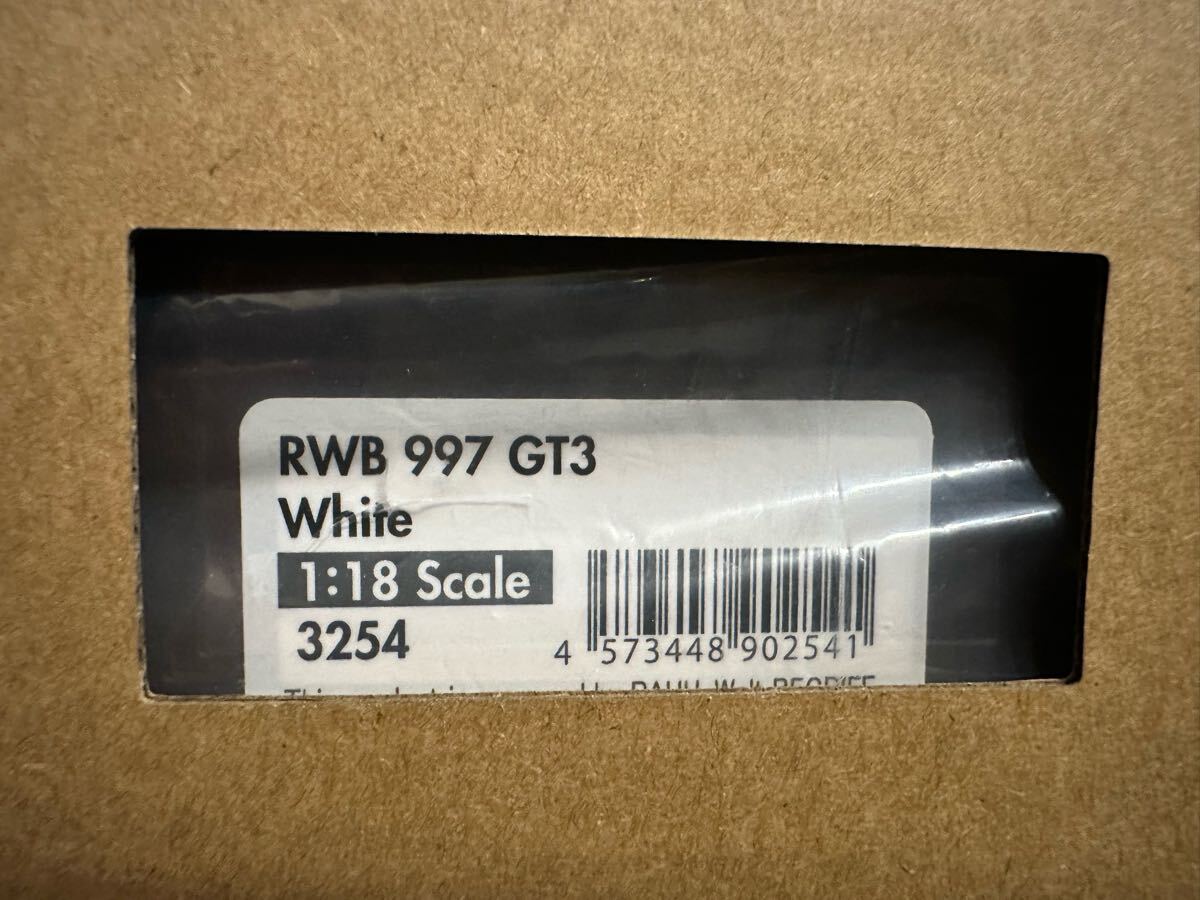 RWB 997 GT3
White
1:18 Scale
3254
4 573448 902541